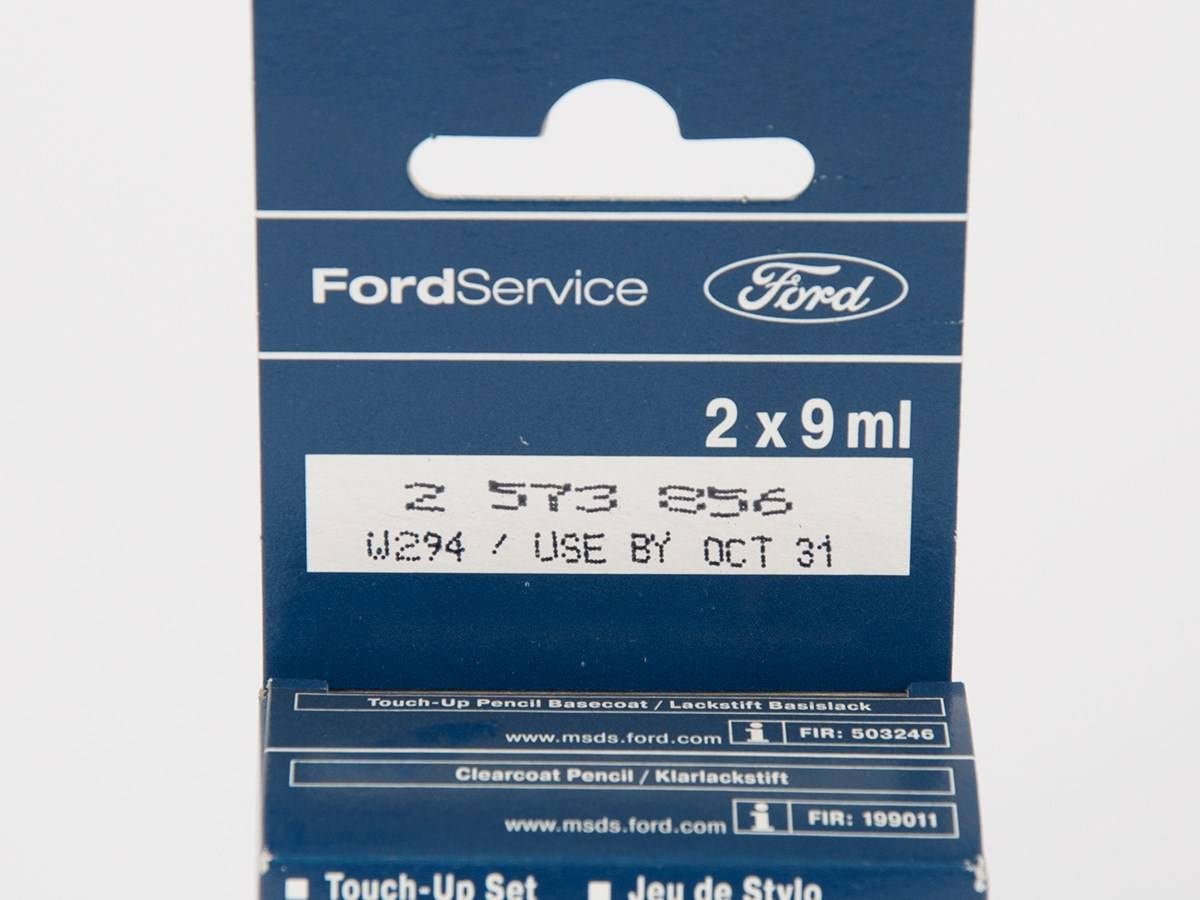 FordService Ford
2 x 9 ml
2 573 856
W294 / USE BY OCT 31
Touch-Up Pencil Basecoat / Lackstift Basislack
www.msds.ford.com i FIR: 503246
Clearcoat Pencil / Klarlackstift
www.msds.ford.com i FIR: 199011
■ Touch-Up Set ■ Jeu de Stylo